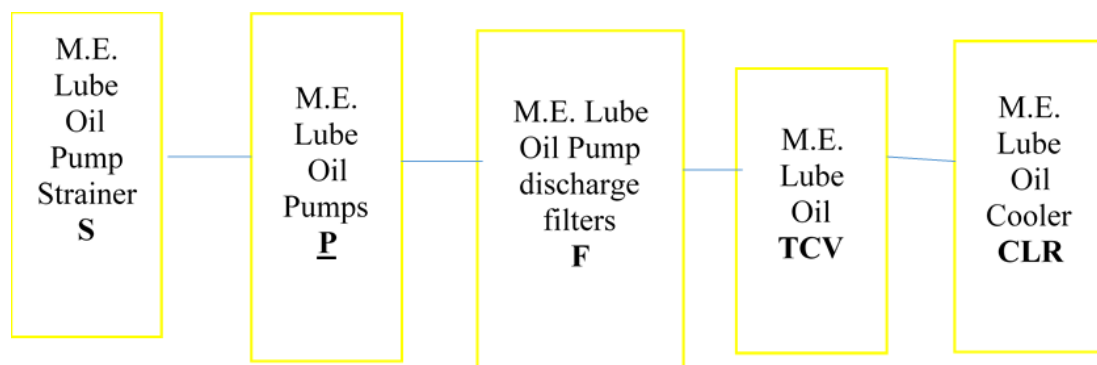 M.E.
Lube
Oil
Pump
Strainer
S
M.E.
Lube
Oil
Pumps
P
M.E. Lube
Oil Pump
discharge
filters
F
M.E.
Lube
Oil
TCV
M.E.
Lube
Oil
Cooler
CLR